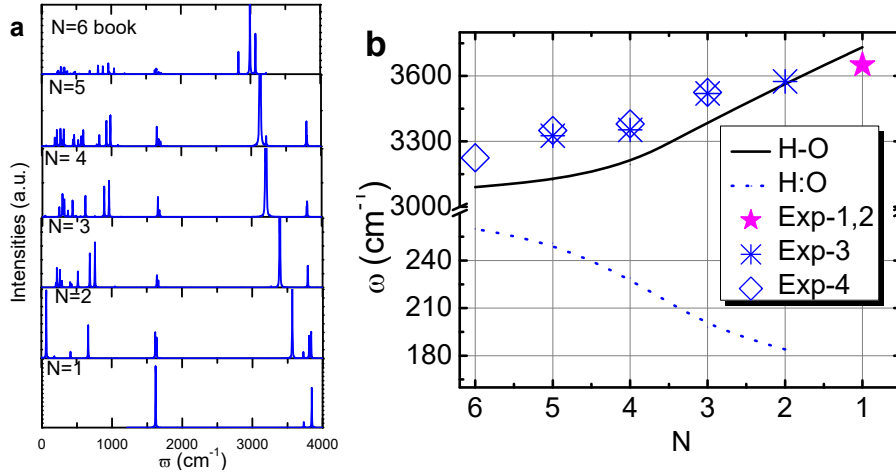 a
N=6 book
N=5
N= 4
N= 3
N=2
N=1
Intensities (a.u.)
0 1000 2000 3000 4000
ϖ (cm-1)
b
3600
3300
3000
240
210
180
ω (cm-1)
H-O
H:O
Exp-1,2
Exp-3
Exp-4
6 5 4 3 2 1
N